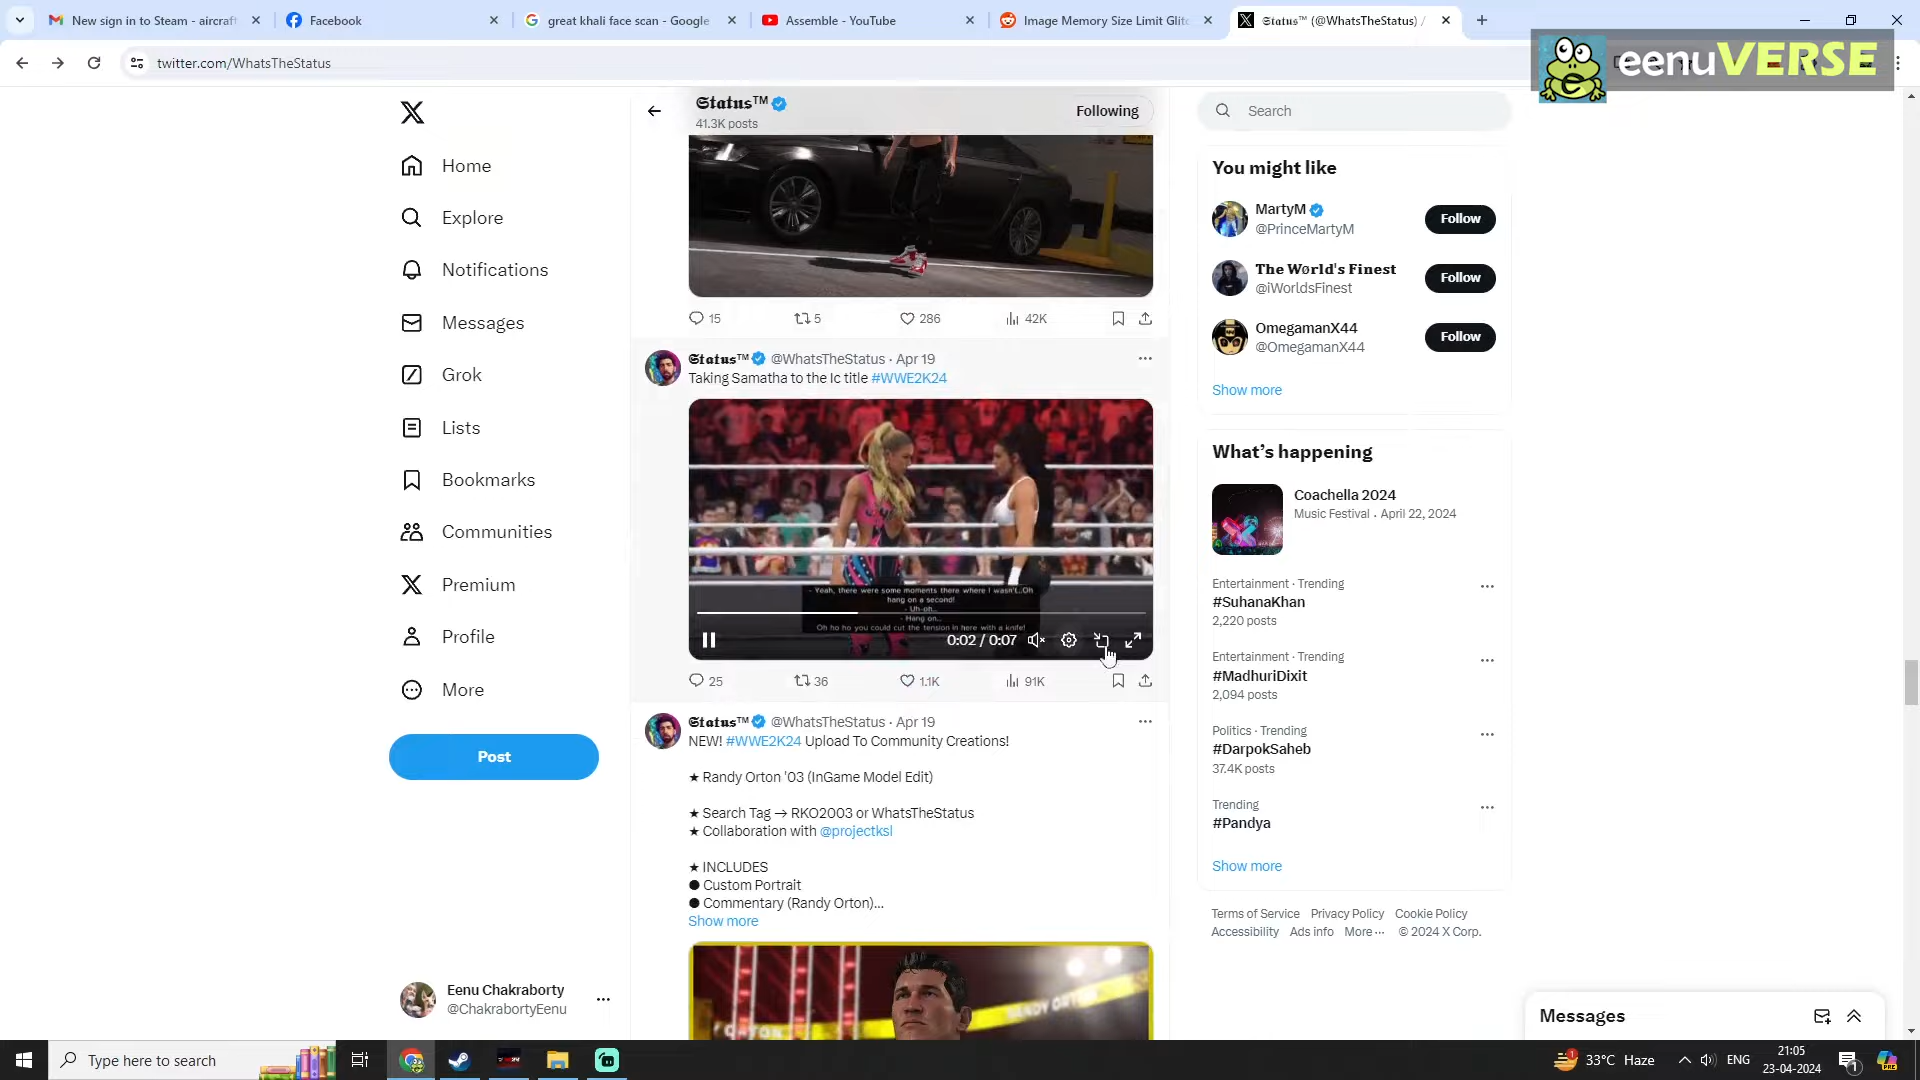 New sign in to Steam - aircraft
Facebook
great khali face scan - Google
Assemble - YouTube
Image Memory Size Limit Glitc
𝕾𝖙𝖆𝖙𝖚𝖘™ (@WhatsTheStatus) /
twitter.com/WhatsTheStatus
eenuVERSE
𝕾𝖙𝖆𝖙𝖚𝖘™
41.3K posts
Following
Search
Home
Explore
Notifications
Messages
Grok
Lists
Bookmarks
Communities
Premium
Profile
More
Post
Eenu Chakraborty
@ChakrabortyEenu
15
5
286
42K
𝕾𝖙𝖆𝖙𝖚𝖘™ @WhatsTheStatus · Apr 19
Taking Samatha to the Ic title #WWE2K24
- Yeah, there were some moments there where I wasn't...Oh
hang on a second!
- Uh-oh...
- Hang on...
Oh ho ho you could cut the tension in here with a knife!
0:02 / 0:07
25
36
1.1K
91K
𝕾𝖙𝖆𝖙𝖚𝖘™ @WhatsTheStatus · Apr 19
NEW! #WWE2K24 Upload To Community Creations!
★ Randy Orton '03 (InGame Model Edit)
★ Search Tag → RKO2003 or WhatsTheStatus
★ Collaboration with @projectksl
★ INCLUDES
● Custom Portrait
● Commentary (Randy Orton)...
Show more
RANDY ORTON
You might like
MartyM
@PrinceMartyM
Follow
The Wørld's Finest
@iWorldsFinest
Follow
OmegamanX44
@OmegamanX44
Follow
Show more
What's happening
Coachella 2024
Music Festival · April 22, 2024
Entertainment · Trending
#SuhanaKhan
2,220 posts
Entertainment · Trending
#MadhuriDixit
2,094 posts
Politics · Trending
#DarpokSaheb
37.4K posts
Trending
#Pandya
Show more
Terms of Service Privacy Policy Cookie Policy
Accessibility Ads info More ··· © 2024 X Corp.
Messages
Type here to search
33°C Haze
ENG
21:05
23-04-2024